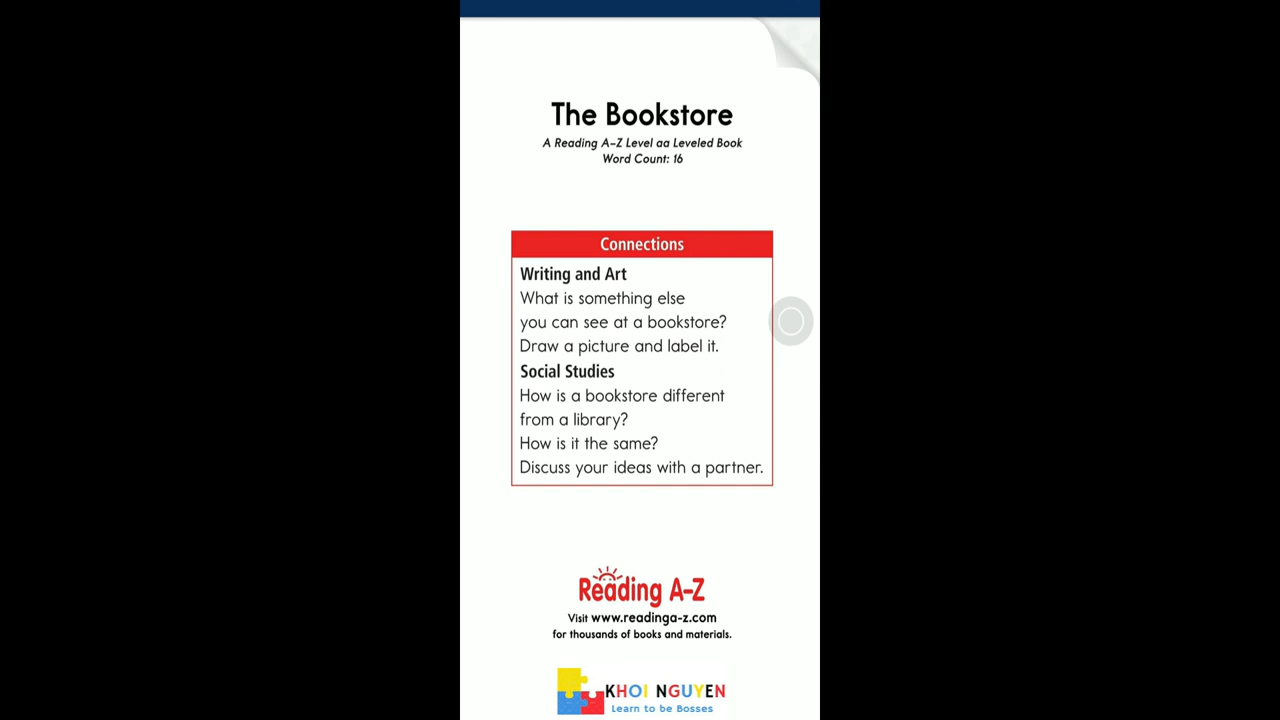 The Bookstore
A Reading A–Z Level aa Leveled Book
Word Count: 16
Connections
Writing and Art
What is something else
you can see at a bookstore?
Draw a picture and label it.
Social Studies
How is a bookstore different
from a library?
How is it the same?
Discuss your ideas with a partner.
Reading A–Z
Visit www.readinga-z.com
for thousands of books and materials.
KHOI NGUYEN
Learn to be Bosses